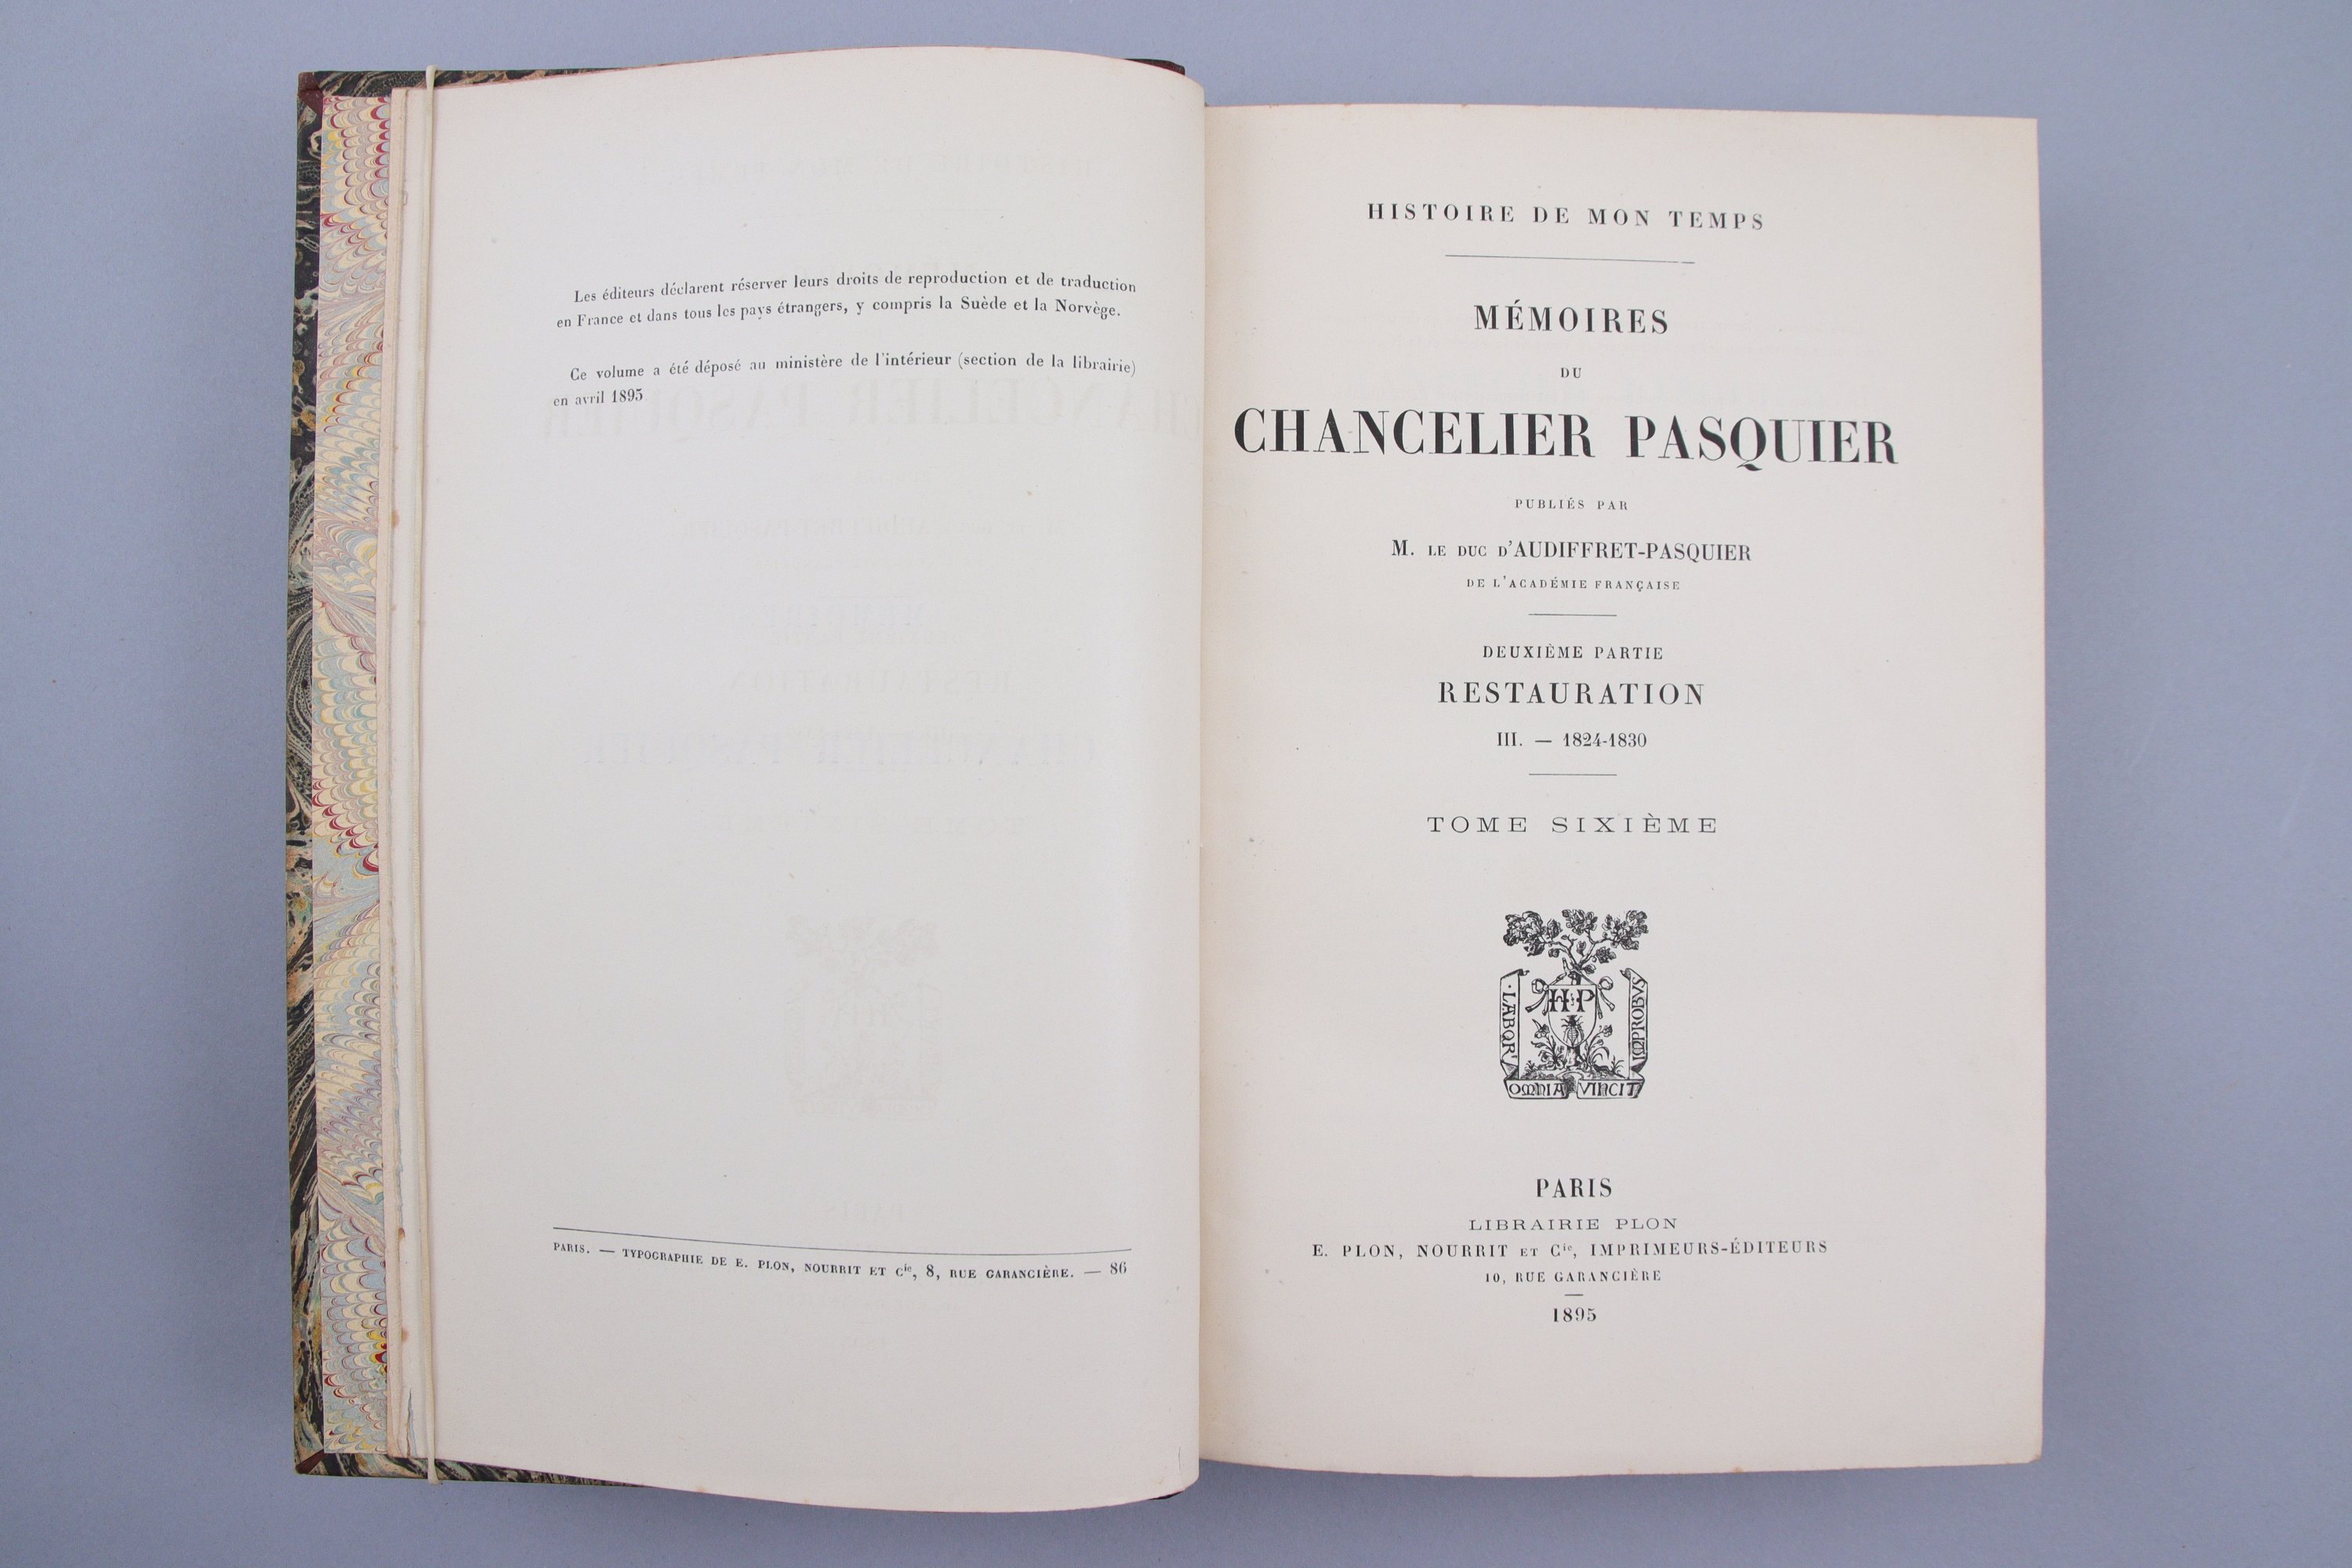 Les éditeurs déclarent réserver leurs droits de reproduction et de traduction
en France et dans tous les pays étrangers, y compris la Suède et la Norvège.
Ce volume a été déposé au ministère de l'intérieur (section de la librairie)
en avril 1895
PARIS. — TYPOGRAPHIE DE E. PLON, NOURRIT ET Cie, 8, RUE GARANCIÈRE. — 86
HISTOIRE DE MON TEMPS
MÉMOIRES
DU
CHANCELIER PASQUIER
PUBLIÉS PAR
M. LE DUC D'AUDIFFRET-PASQUIER
DE L'ACADÉMIE FRANÇAISE
DEUXIÈME PARTIE
RESTAURATION
III. — 1824-1830
TOME SIXIÈME
H P
LABOR
IMPROBUS
OMNIA VINCIT
PARIS
LIBRAIRIE PLON
E. PLON, NOURRIT ET Cie, IMPRIMEURS-ÉDITEURS
10, RUE GARANCIÈRE
1895